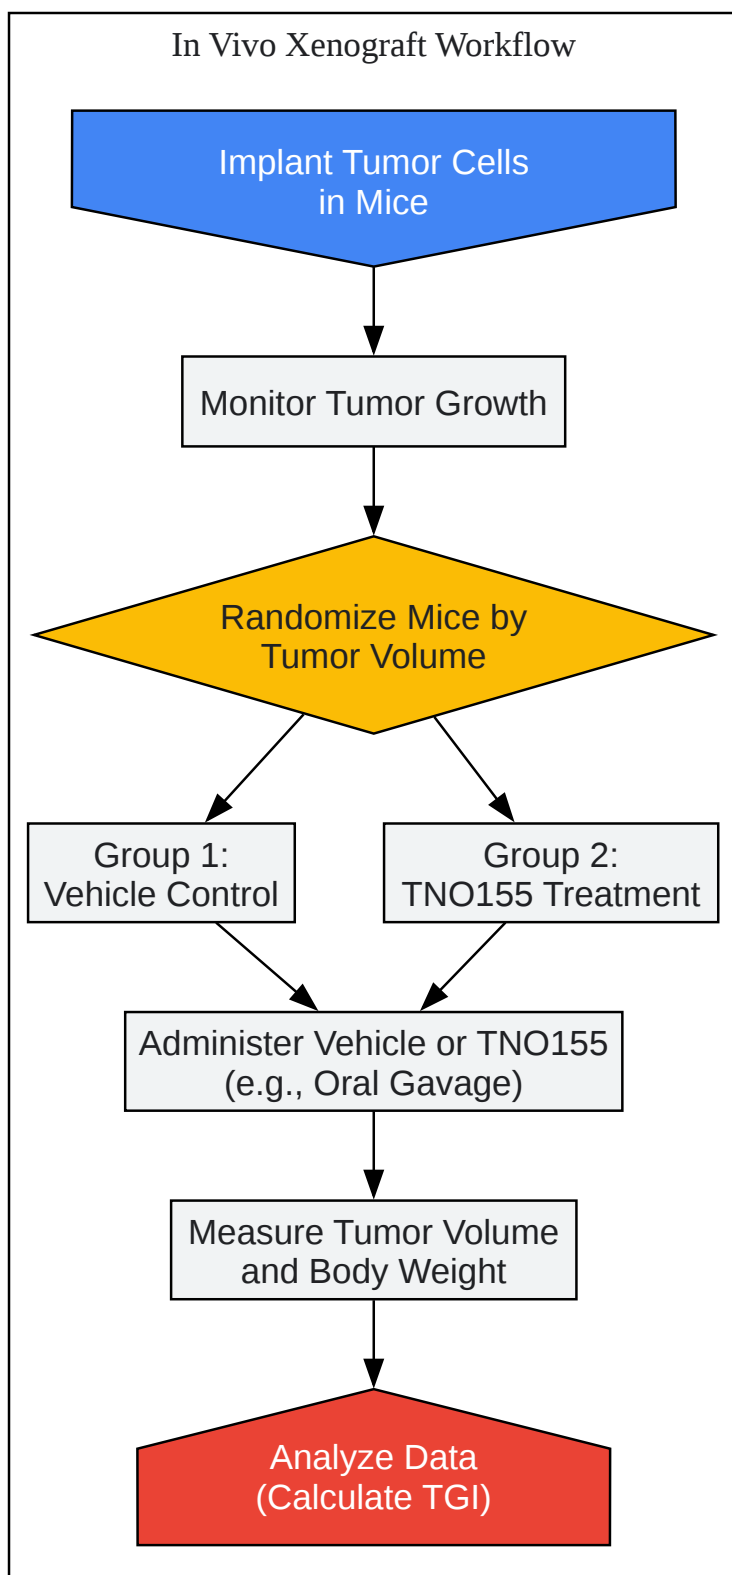 In Vivo Xenograft Workflow
Implant Tumor Cells
in Mice
Monitor Tumor Growth
Randomize Mice by
Tumor Volume
Group 1:
Vehicle Control
Group 2:
TNO155 Treatment
Administer Vehicle or TNO155
(e.g., Oral Gavage)
Measure Tumor Volume
and Body Weight
Analyze Data
(Calculate TGI)